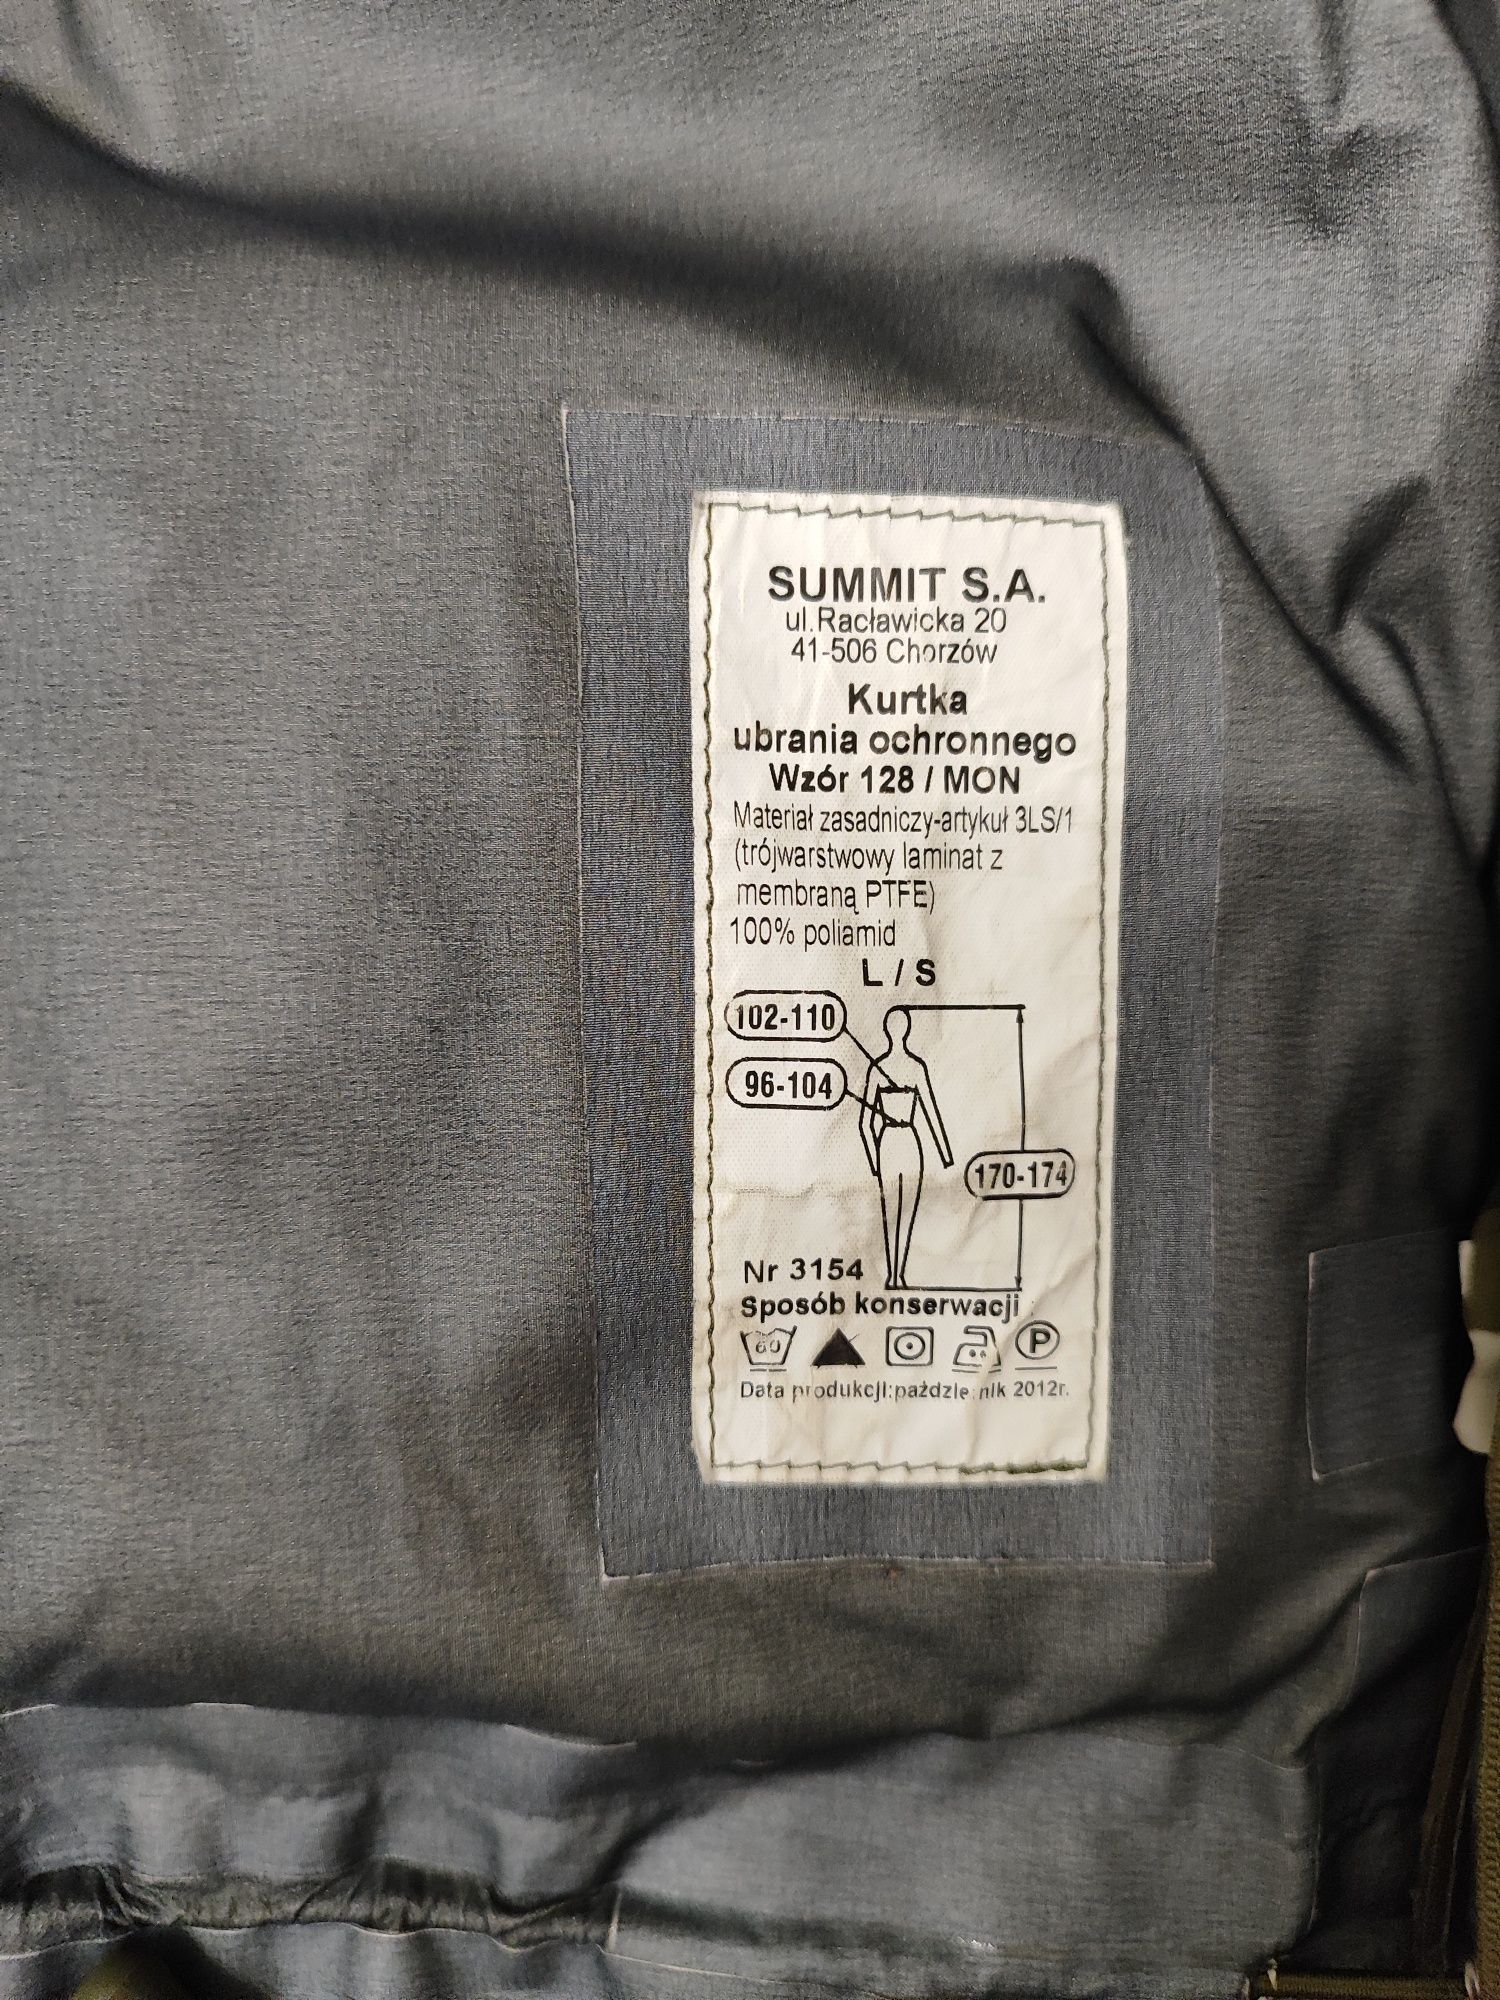 SUMMIT S.A.
ul.Racławicka 20
41-506 Chorzów
Kurtka
ubrania ochronnego
Wzór 128 / MON
Materiał zasadniczy-artykuł 3LS/1
(trójwarstwowy laminat z
membraną PTFE)
100% poliamid
L / S
102-110
96-104
170-174
Nr 3154
Sposób konserwacji :
60
P
Data produkcji:październik 2012r.